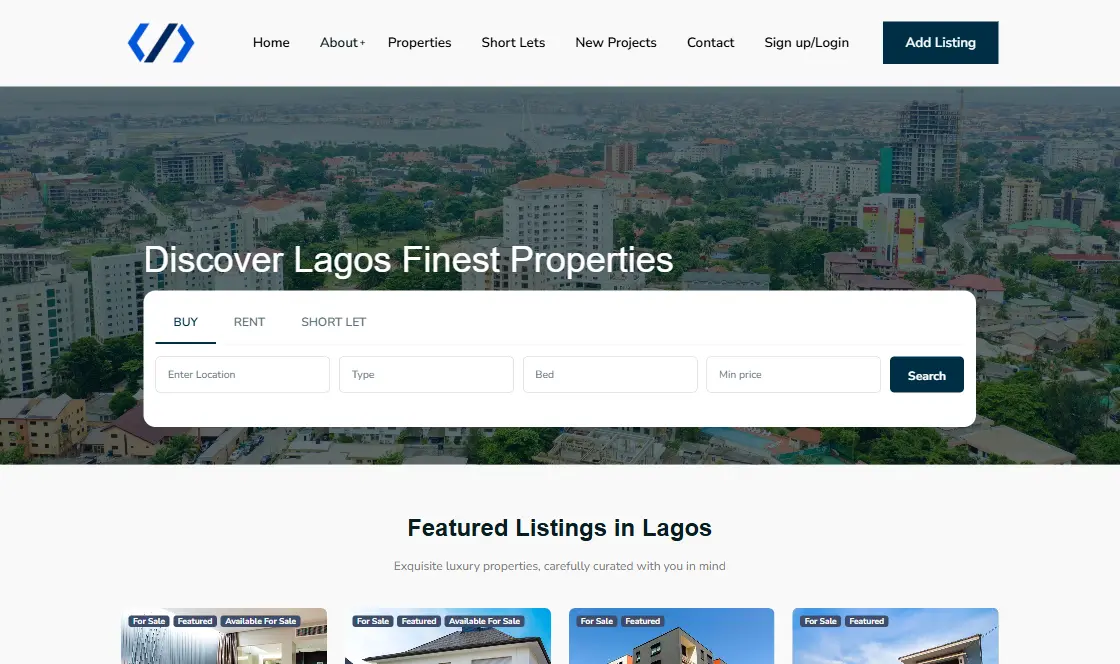 Home About+ Properties Short Lets New Projects Contact Sign up/Login Add Listing
Discover Lagos Finest Properties
BUY RENT SHORT LET
Enter Location Type Bed Min price Search
Featured Listings in Lagos
Exquisite luxury properties, carefully curated with you in mind
For Sale Featured Available For Sale For Sale Featured Available For Sale For Sale Featured For Sale Featured